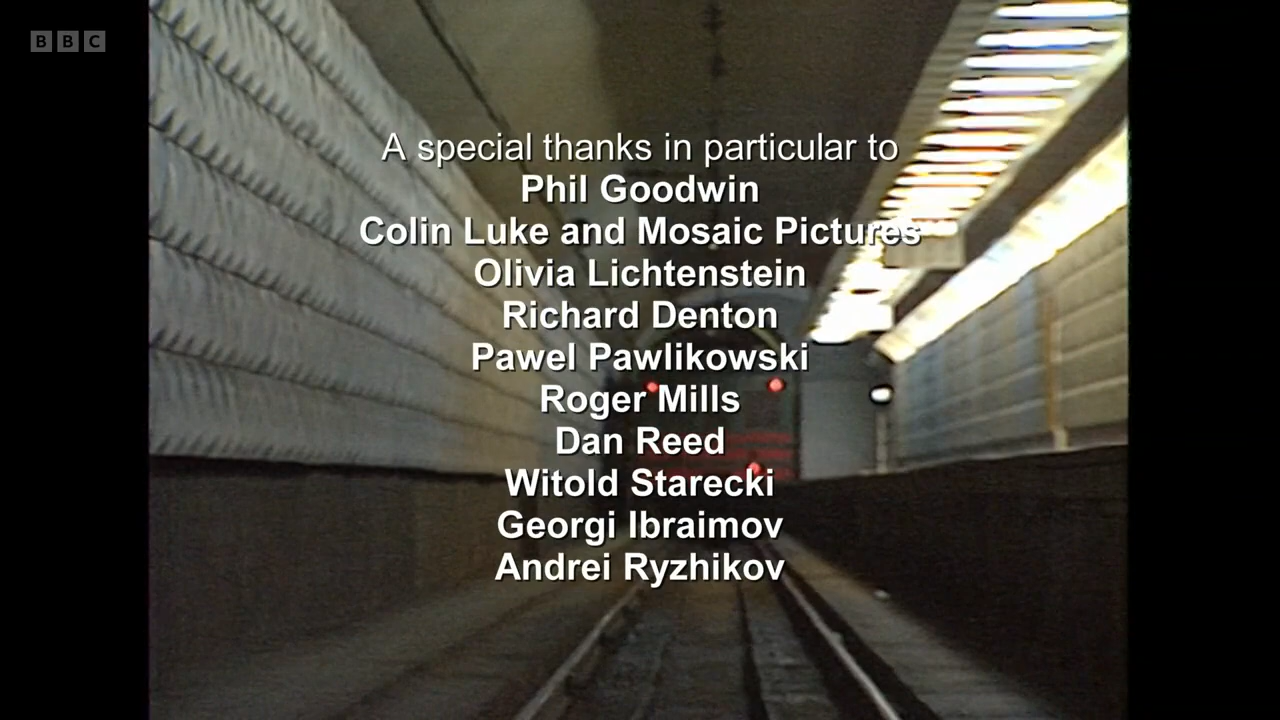 BBC
A special thanks in particular to
Phil Goodwin
Colin Luke and Mosaic Pictures
Olivia Lichtenstein
Richard Denton
Pawel Pawlikowski
Roger Mills
Dan Reed
Witold Starecki
Georgi Ibraimov
Andrei Ryzhikov